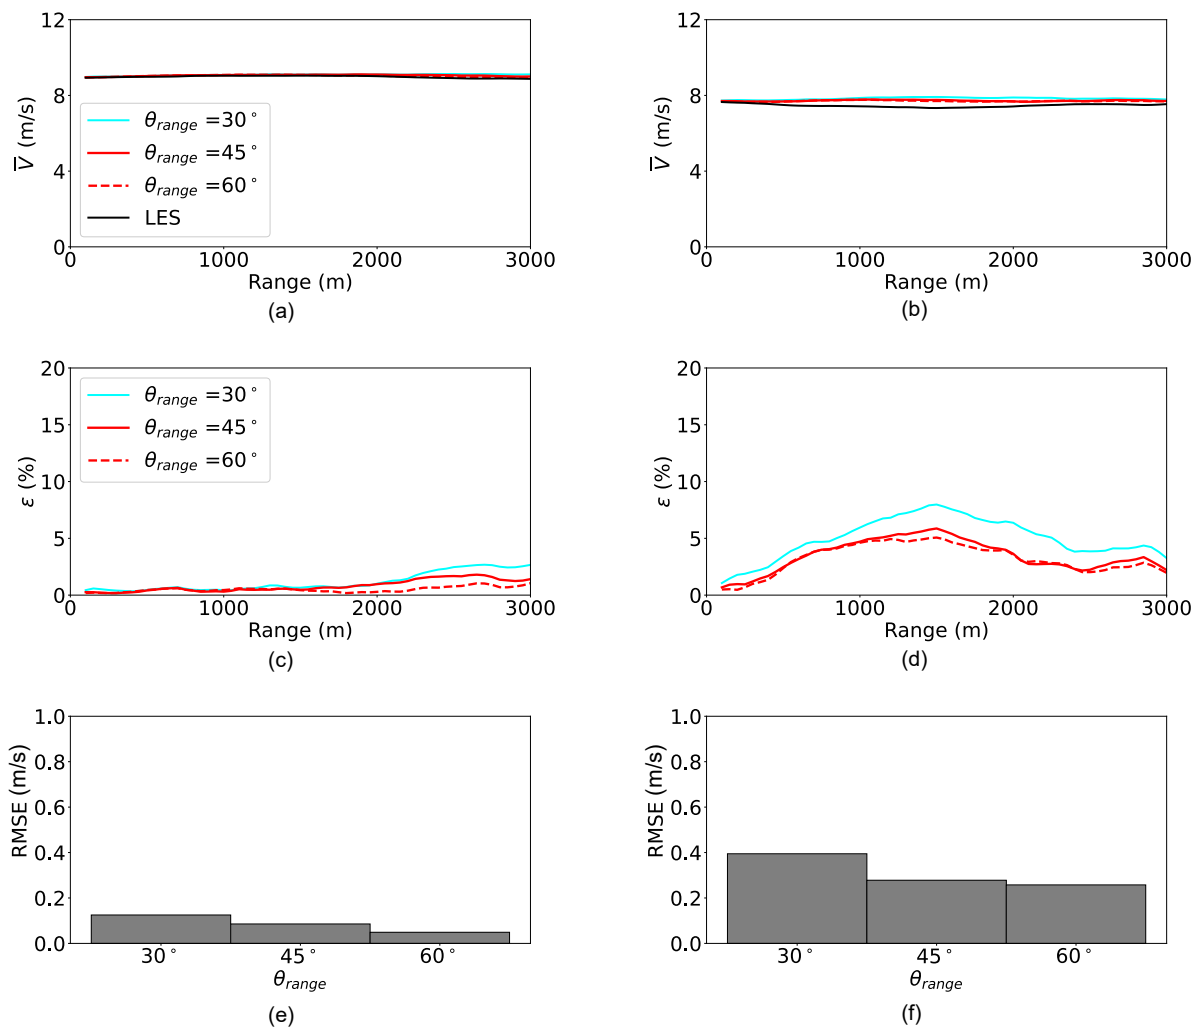 12
8
4
0
V̅ (m/s)
θrange =30°
θrange =45°
θrange =60°
LES
0 1000 2000 3000
Range (m)
(a)
12
8
4
0
V̅ (m/s)
0 1000 2000 3000
Range (m)
(b)
20
15
10
5
0
ε (%)
θrange =30°
θrange =45°
θrange =60°
0 1000 2000 3000
Range (m)
(c)
20
15
10
5
0
ε (%)
0 1000 2000 3000
Range (m)
(d)
1.0
0.8
0.6
0.4
0.2
0.0
RMSE (m/s)
30° 45° 60°
θrange
(e)
1.0
0.8
0.6
0.4
0.2
0.0
RMSE (m/s)
30° 45° 60°
θrange
(f)